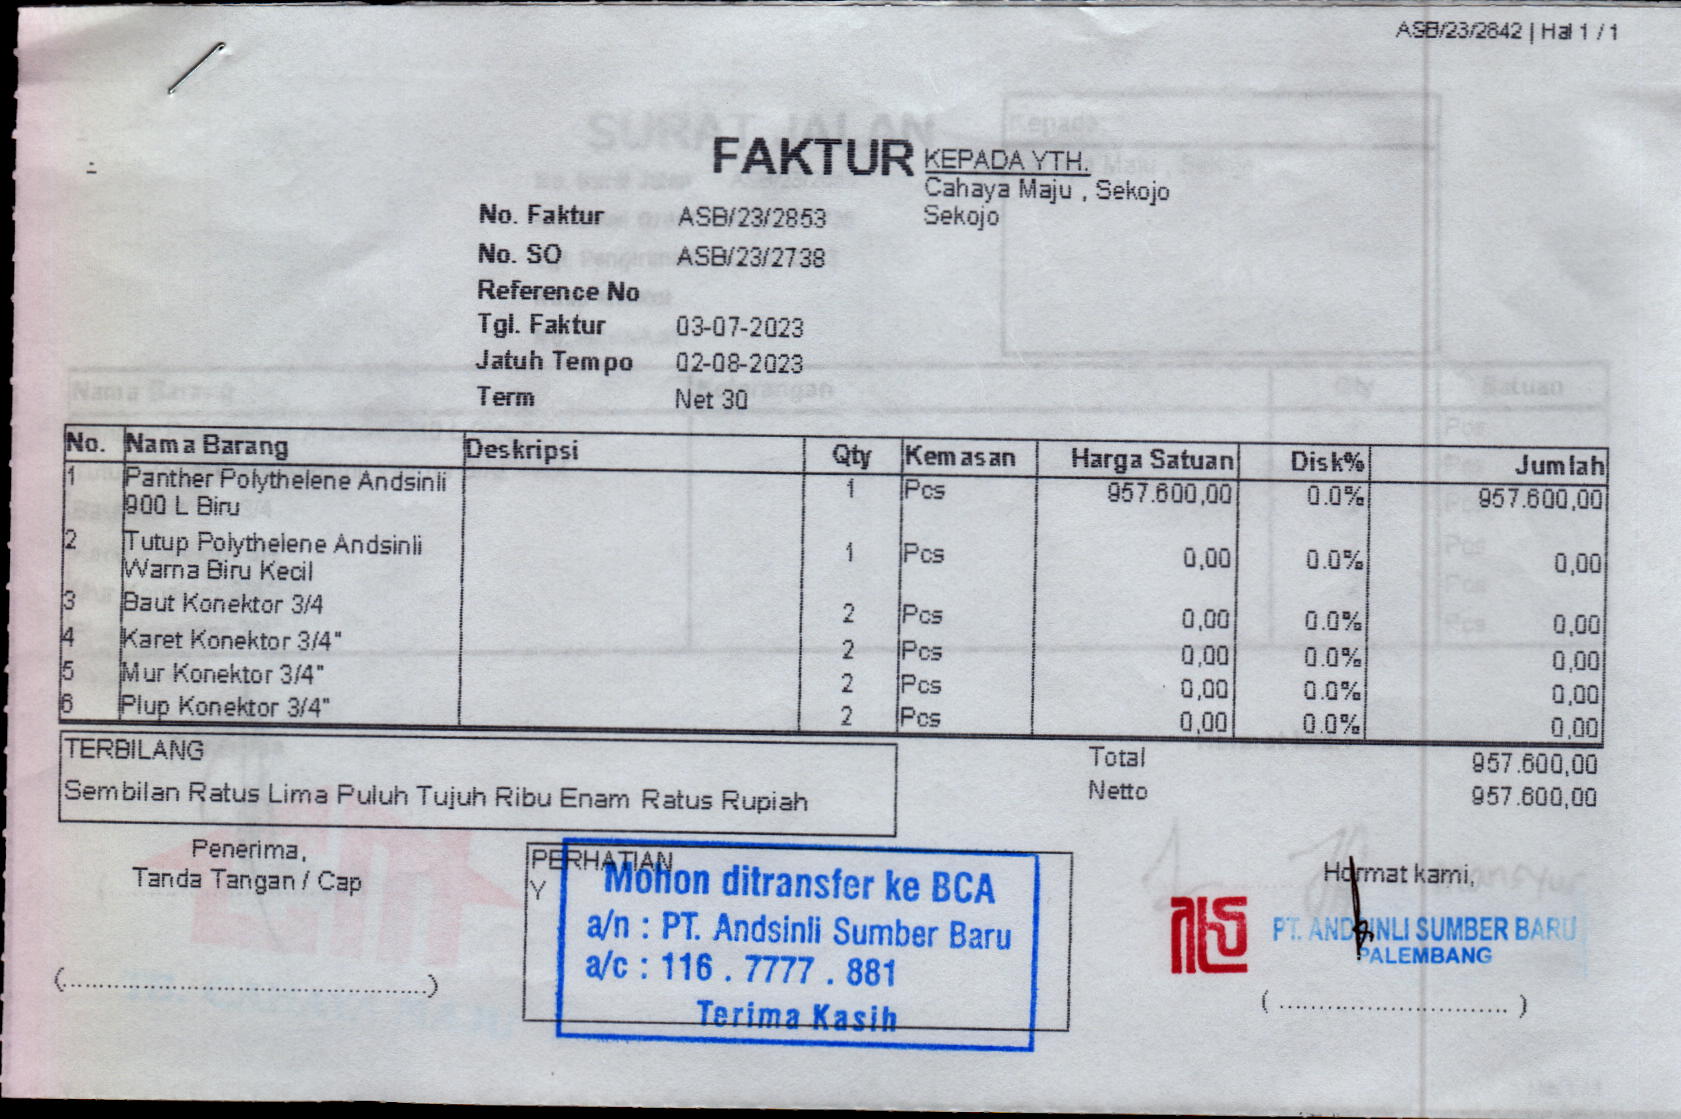 ASB/23/2842 | Hal 1 / 1
FAKTUR
KEPADA YTH.
Cahaya Maju , Sekojo
Sekojo
No. Faktur ASB/23/2853
No. SO ASB/23/2738
Reference No
Tgl. Faktur 03-07-2023
Jatuh Tempo 02-08-2023
Term Net 30
No. Nama Barang Deskripsi Qty Kemasan Harga Satuan Disk% Jumlah
1 Panther Polythelene Andsinli 1 Pcs 957.600,00 0.0% 957.600,00
900 L Biru
2 Tutup Polythelene Andsinli 1 Pcs 0,00 0.0% 0,00
Warna Biru Kecil
3 Baut Konektor 3/4 2 Pcs 0,00 0.0% 0,00
4 Karet Konektor 3/4" 2 Pcs 0,00 0.0% 0,00
5 Mur Konektor 3/4" 2 Pcs 0,00 0.0% 0,00
6 Plup Konektor 3/4" 2 Pcs 0,00 0.0% 0,00
TERBILANG
Sembilan Ratus Lima Puluh Tujuh Ribu Enam Ratus Rupiah
Total 957.600,00
Netto 957.600,00
Penerima,
Tanda Tangan / Cap
(..........................................)
PERHATIAN
Y
Mohon ditransfer ke BCA
a/n : PT. Andsinli Sumber Baru
a/c : 116 . 7777 . 881
Terima Kasih
Hormat kami,
PT. ANDSINLI SUMBER BARU
PALEMBANG
( ............................ )